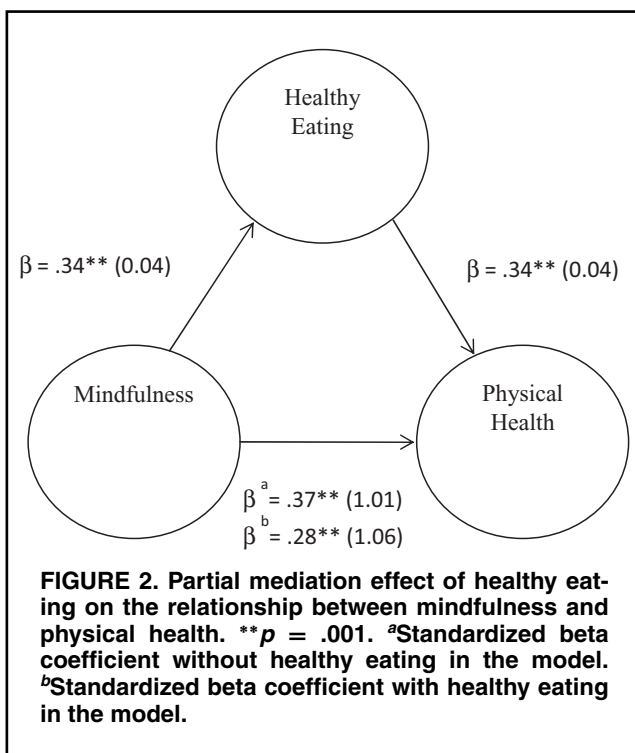 Healthy
Eating
β = .34** (0.04)
β = .34** (0.04)
Mindfulness
Physical
Health
βᵃ = .37** (1.01)
βᵇ = .28** (1.06)
FIGURE 2. Partial mediation effect of healthy eat-
ing on the relationship between mindfulness and
physical health. **p = .001. ᵃStandardized beta
coefficient without healthy eating in the model.
ᵇStandardized beta coefficient with healthy eating
in the model.